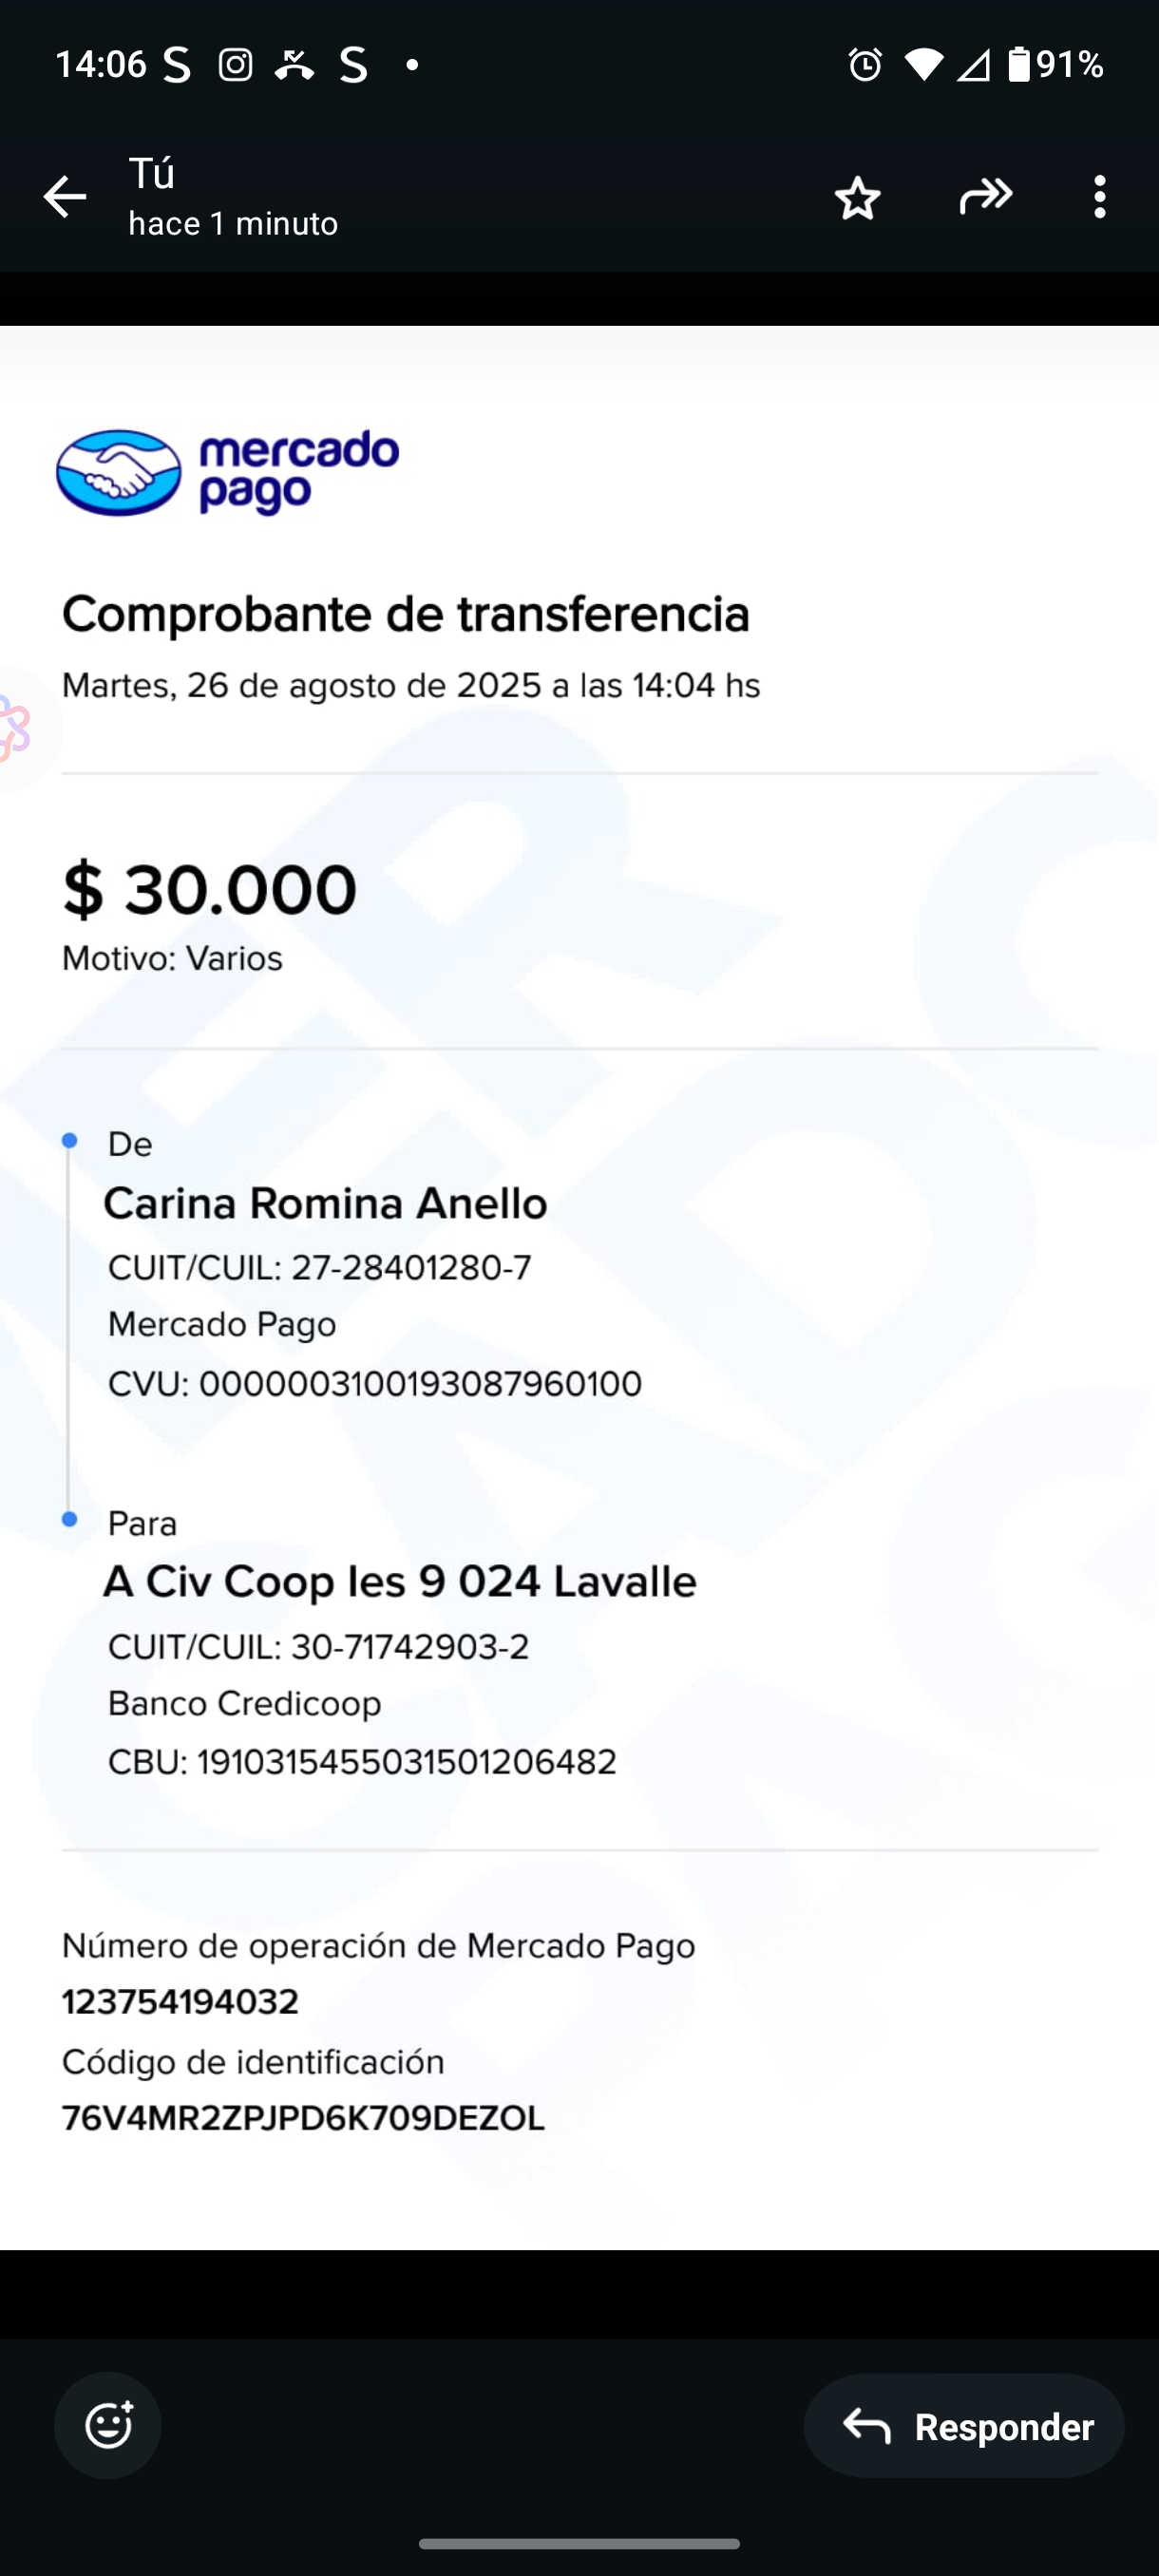 14:06
91%
Tú
hace 1 minuto
mercado
pago
Comprobante de transferencia
Martes, 26 de agosto de 2025 a las 14:04 hs
$ 30.000
Motivo: Varios
De
Carina Romina Anello
CUIT/CUIL: 27-28401280-7
Mercado Pago
CVU: 0000003100193087960100
Para
A Civ Coop Ies 9 024 Lavalle
CUIT/CUIL: 30-71742903-2
Banco Credicoop
CBU: 1910315455031501206482
Número de operación de Mercado Pago
123754194032
Código de identificación
76V4MR2ZPJPD6K709DEZOL
Responder